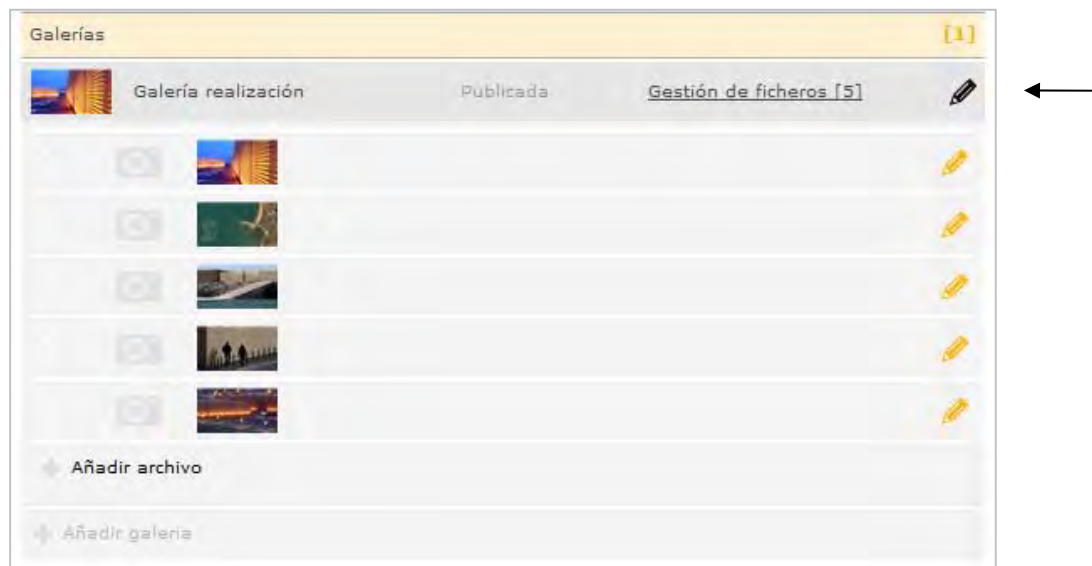 Galerías [1]
Galería realización Publicada Gestión de ficheros [5]
Añadir archivo
Añadir galeria